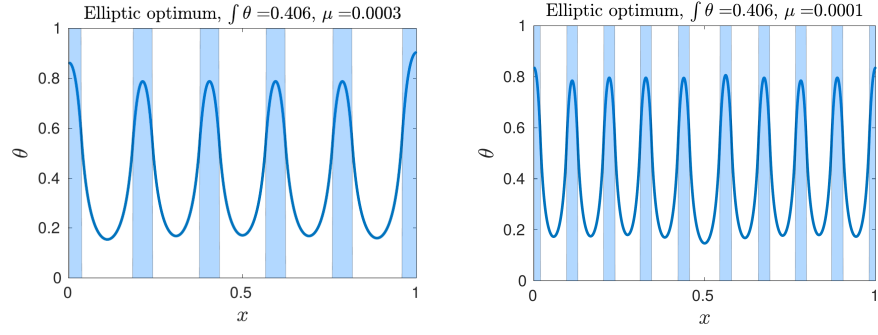 Elliptic optimum, ∫ θ =0.406, μ =0.0003
1
0.8
0.6
θ
0.4
0.2
0
0 0.5 1
x
Elliptic optimum, ∫ θ =0.406, μ =0.0001
1
0.8
0.6
θ
0.4
0.2
0
0 0.5 1
x